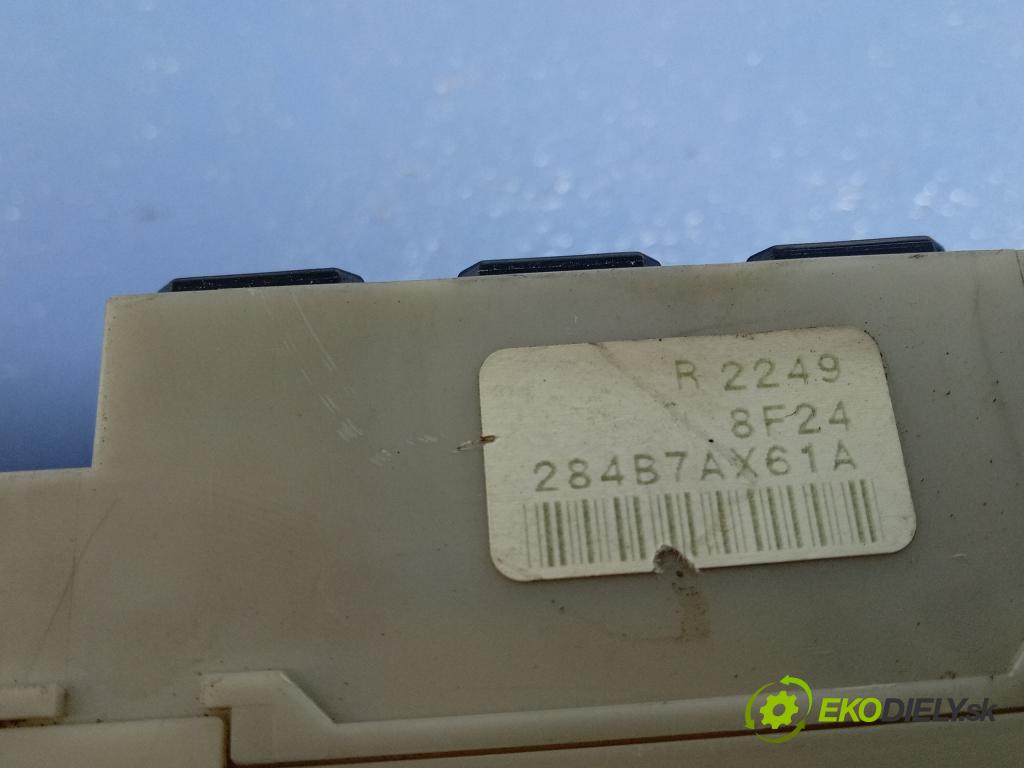 R 2249
8F24
284B7AX61A
EKODIELY.sk